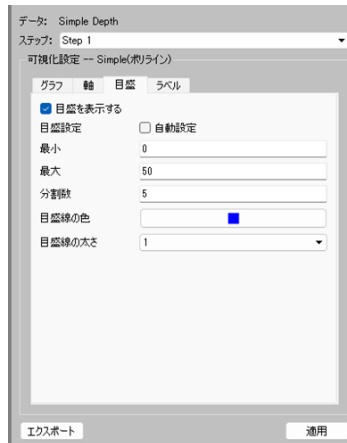 データ: Simple Depth
ステップ: Step 1
可視化設定 -- Simple(ポリライン)
グラフ 軸 目盛 ラベル
目盛を表示する
目盛設定 自動設定
最小 0
最大 50
分割数 5
目盛線の色
目盛線の太さ 1
エクスポート 適用